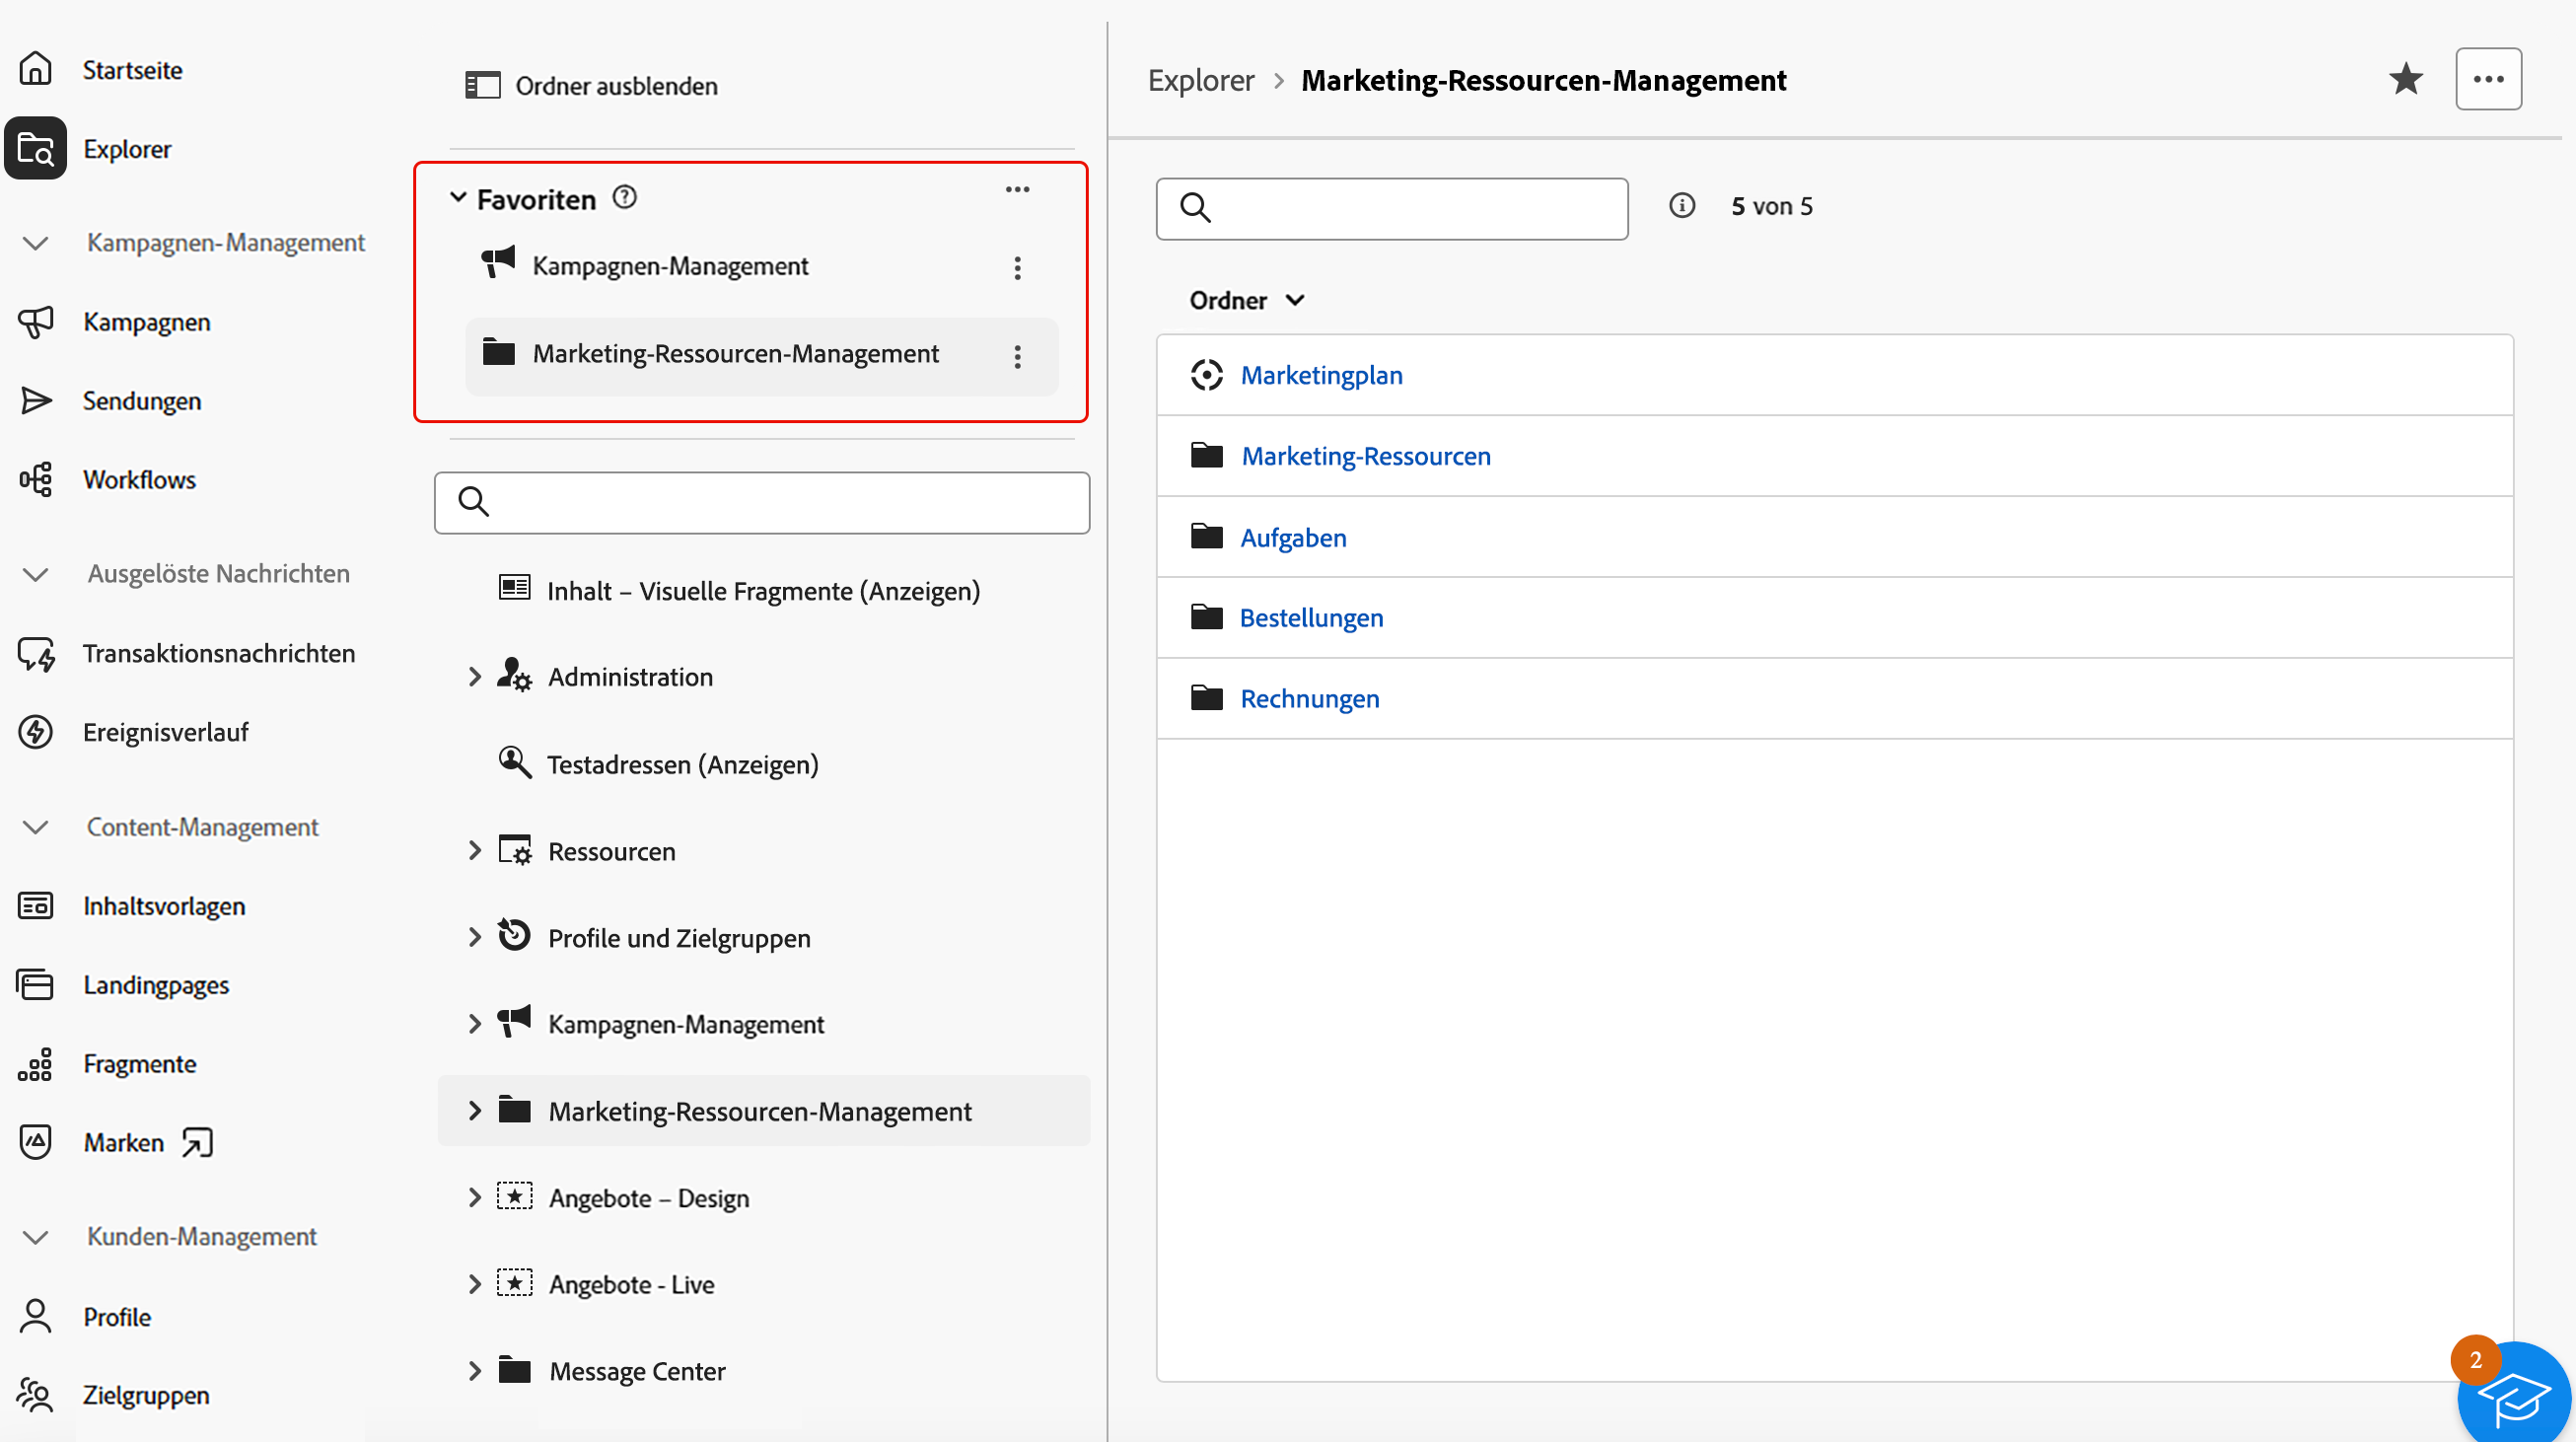 Startseite
Explorer
Kampagnen-Management
Kampagnen
Sendungen
Workflows
Ausgelöste Nachrichten
Transaktionsnachrichten
Ereignisverlauf
Content-Management
Inhaltsvorlagen
Landingpages
Fragmente
Marken
Kunden-Management
Profile
Zielgruppen
Ordner ausblenden
Favoriten
Kampagnen-Management
Marketing-Ressourcen-Management
Inhalt – Visuelle Fragmente (Anzeigen)
Administration
Testadressen (Anzeigen)
Ressourcen
Profile und Zielgruppen
Kampagnen-Management
Marketing-Ressourcen-Management
Angebote – Design
Angebote - Live
Message Center
Explorer > Marketing-Ressourcen-Management
5 von 5
Ordner
Marketingplan
Marketing-Ressourcen
Aufgaben
Bestellungen
Rechnungen
2